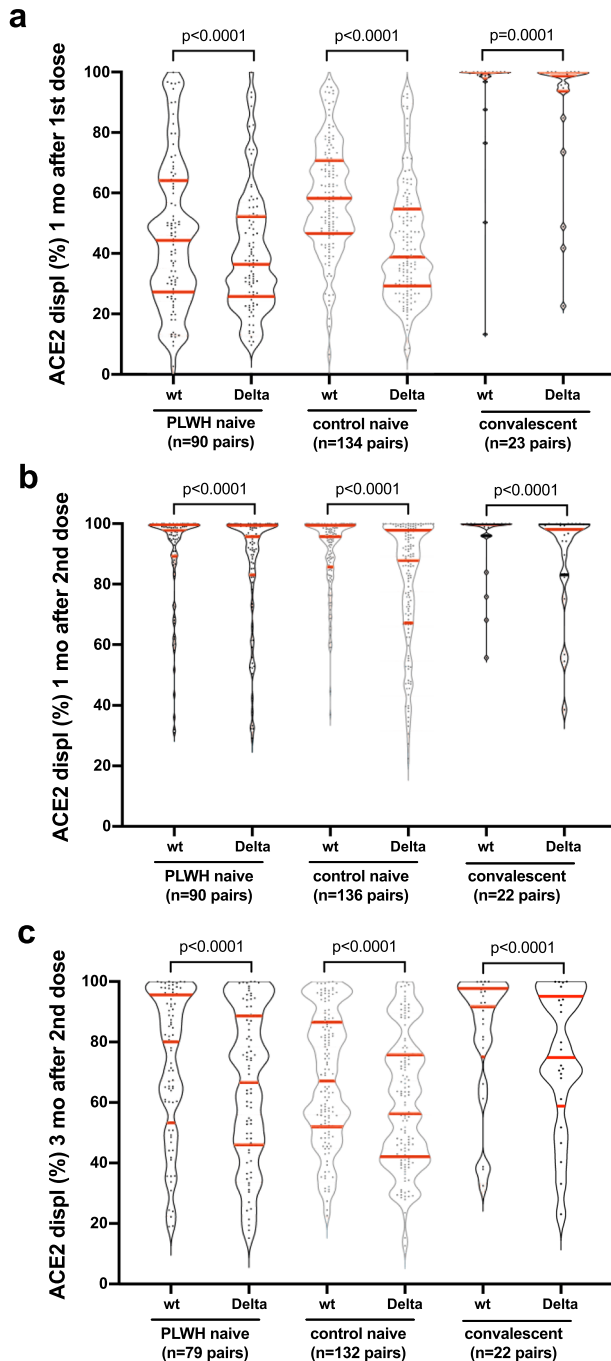 a
p<0.0001 p<0.0001 p=0.0001
ACE2 displ (%) 1 mo after 1st dose
100
80
60
40
20
0
wt Delta wt Delta wt Delta
PLWH naive control naive convalescent
(n=90 pairs) (n=134 pairs) (n=23 pairs)
b
p<0.0001 p<0.0001 p<0.0001
ACE2 displ (%) 1 mo after 2nd dose
100
80
60
40
20
0
wt Delta wt Delta wt Delta
PLWH naive control naive convalescent
(n=90 pairs) (n=136 pairs) (n=22 pairs)
c
p<0.0001 p<0.0001 p<0.0001
ACE2 displ (%) 3 mo after 2nd dose
100
80
60
40
20
0
wt Delta wt Delta wt Delta
PLWH naive control naive convalescent
(n=79 pairs) (n=132 pairs) (n=22 pairs)